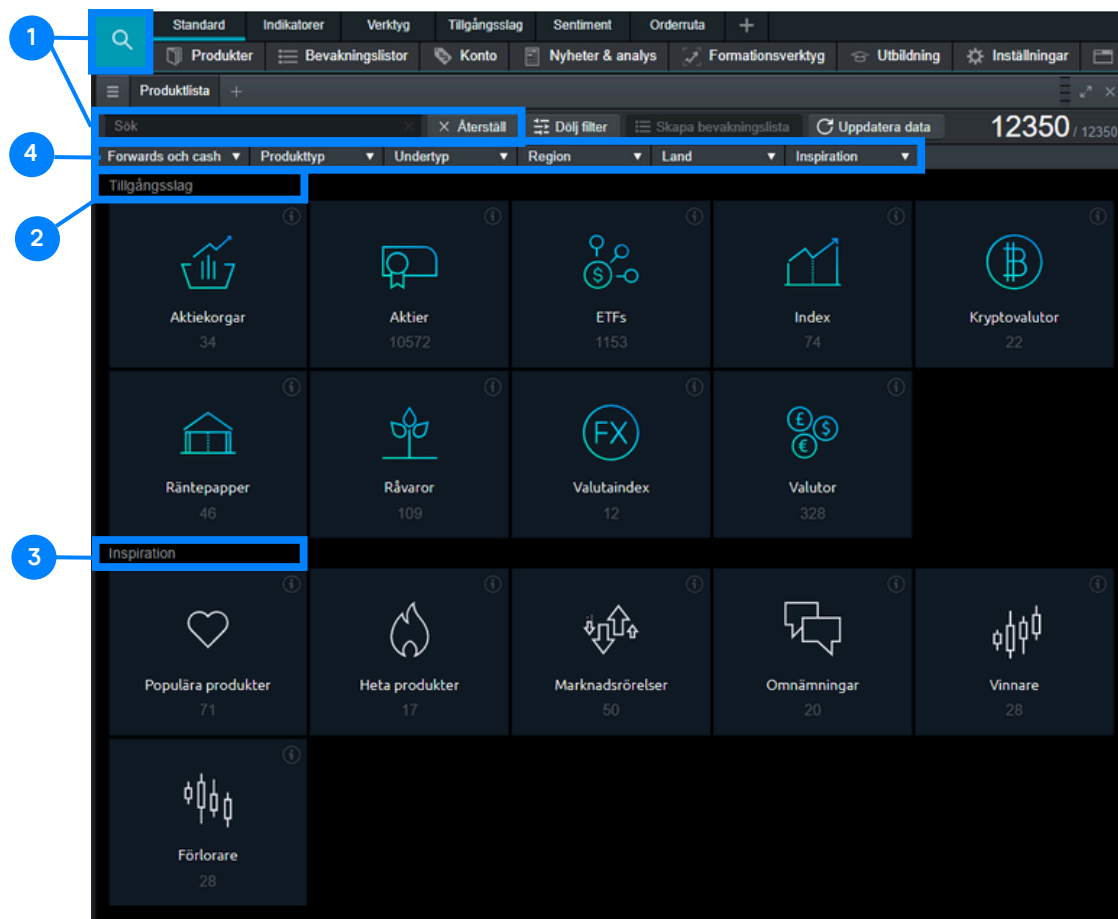 1
Standard Indikatorer Verktyg Tillgångsslag Sentiment Orderruta +
Produkter Bevakningslistor Konto Nyheter & analys Formationsverktyg Utbildning Inställningar
Produktlista +
Sök × × Återställ Dölj filter Skapa bevakningslista Uppdatera data 12350 / 12350
4
Forwards och cash ▼ Produkttyp ▼ Undertyp ▼ Region ▼ Land ▼ Inspiration ▼
Tillgångsslag
2
Aktiekorgar Aktier ETFs Index Kryptovalutor
34 10572 1153 74 22
FX
Räntepapper Råvaror Valutaindex Valutor
46 109 12 328
3
Inspiration
Populära produkter Heta produkter Marknadsrörelser Omnämningar Vinnare
71 17 50 20 28
Förlorare
28